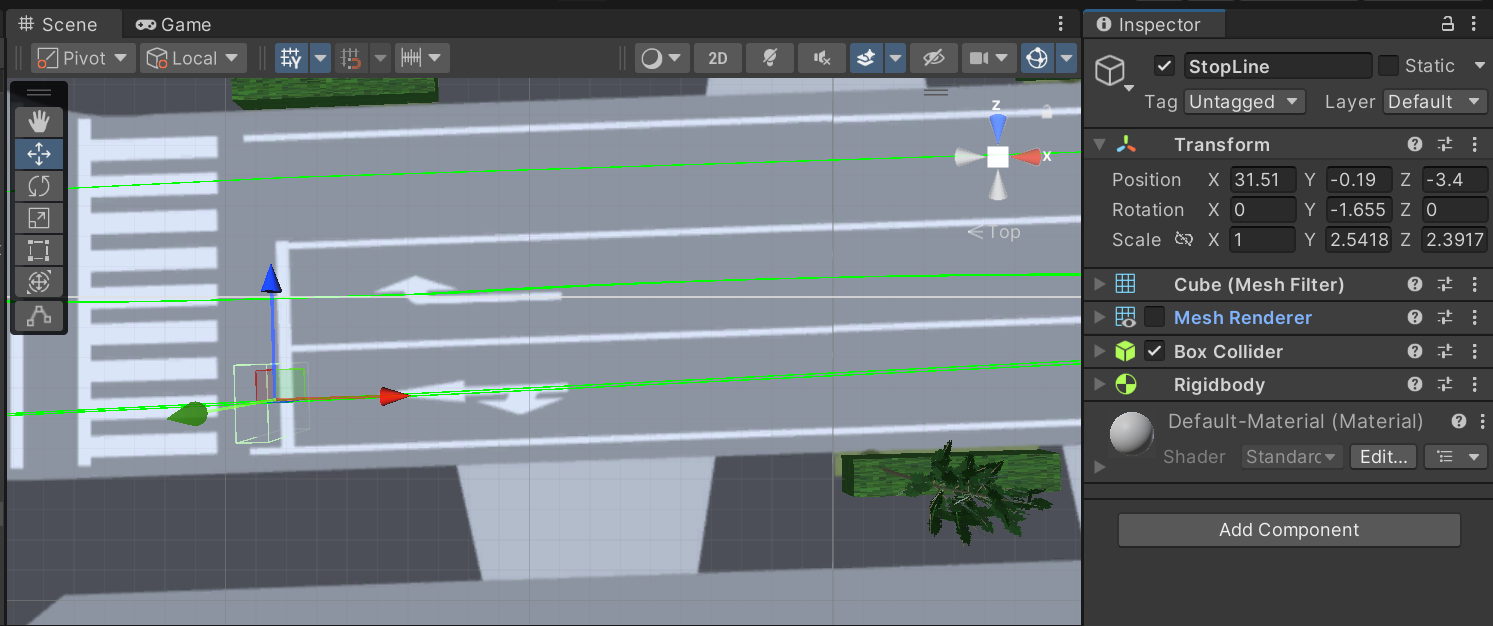 Scene Game
Pivot Local 2D
z
x
Top
Inspector
StopLine Static
Tag Untagged Layer Default
Transform
Position X 31.51 Y -0.19 Z -3.4
Rotation X 0 Y -1.655 Z 0
Scale X 1 Y 2.5418 Z 2.3917
Cube (Mesh Filter)
Mesh Renderer
Box Collider
Rigidbody
Default-Material (Material)
Shader Standarc Edit...
Add Component